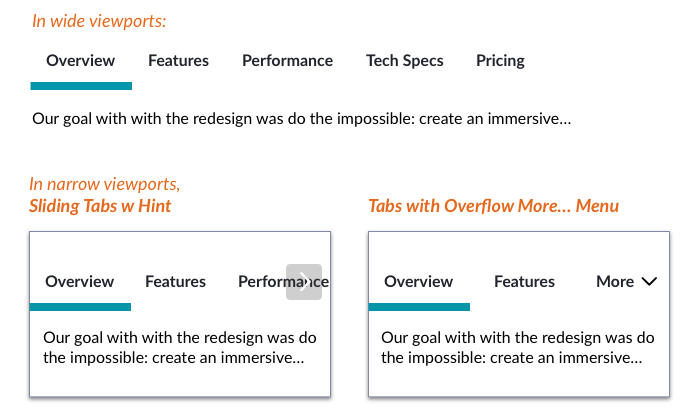 In wide viewports:
Overview Features Performance Tech Specs Pricing
Our goal with with the redesign was do the impossible: create an immersive...
In narrow viewports,
Sliding Tabs w Hint
Overview Features Performance
Our goal with with the redesign was do
the impossible: create an immersive...
Tabs with Overflow More... Menu
Overview Features More
Our goal with with the redesign was do
the impossible: create an immersive...